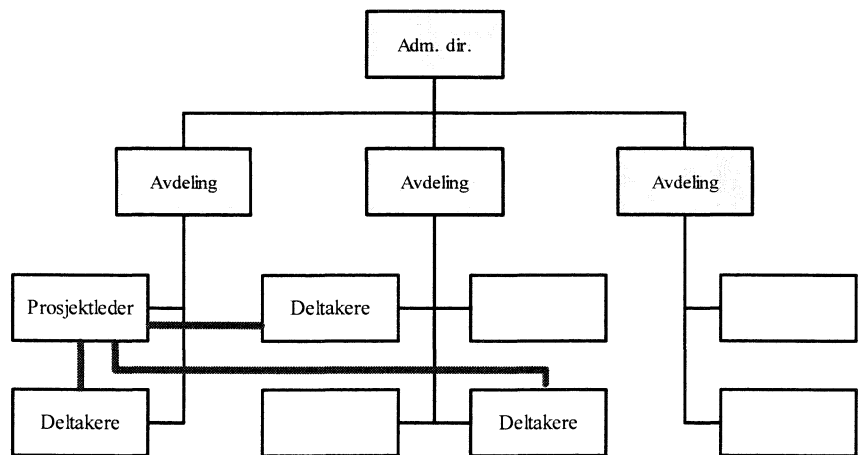 Adm. dir.
Avdeling
Avdeling
Avdeling
Prosjektleder
Deltakere
Deltakere
Deltakere